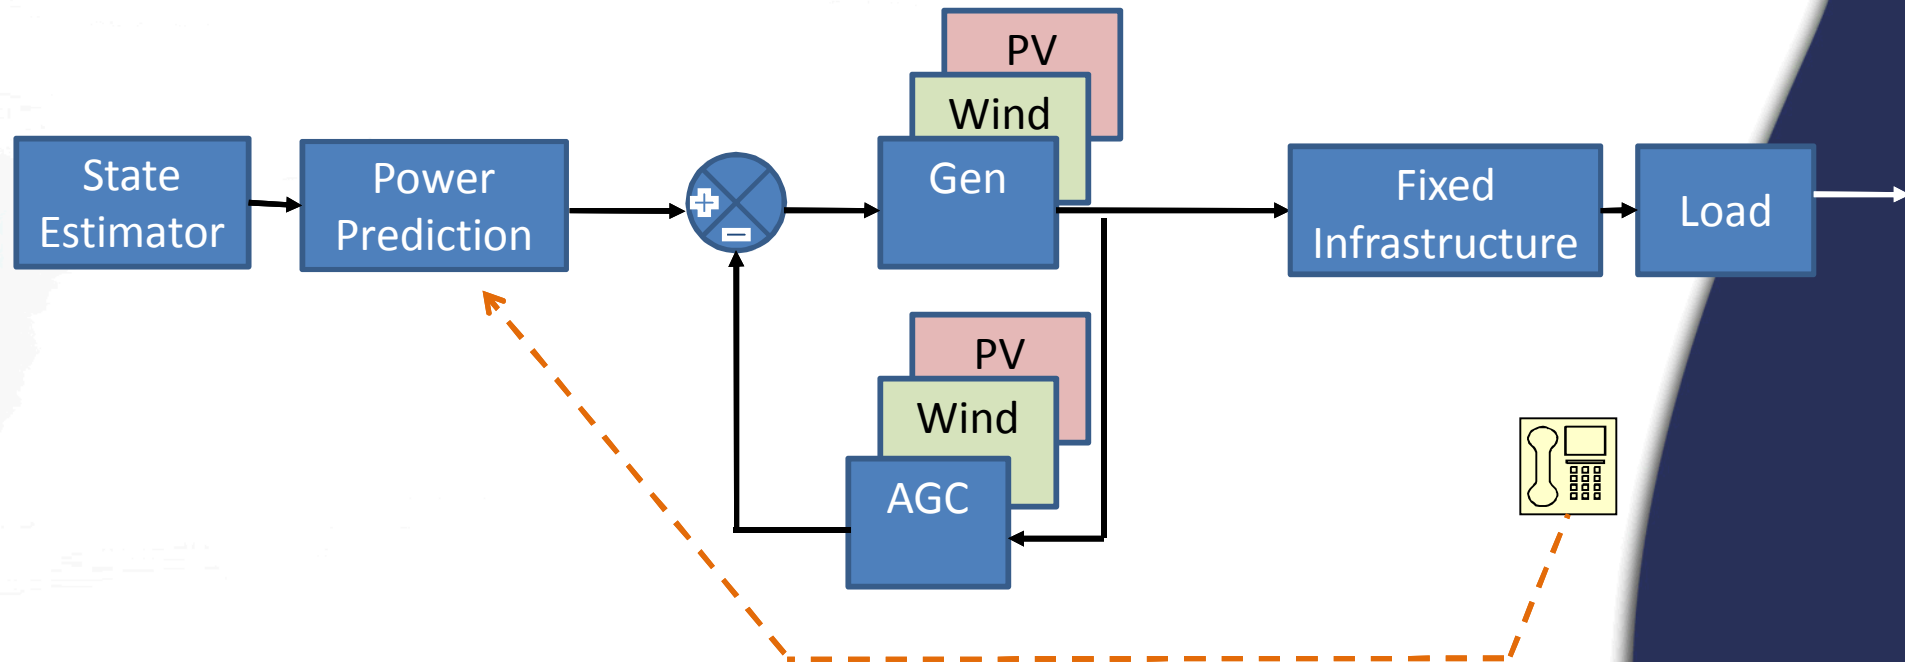 State
Estimator
Power
Prediction
+
−
PV
Wind
Gen
Fixed
Infrastructure
Load
PV
Wind
AGC